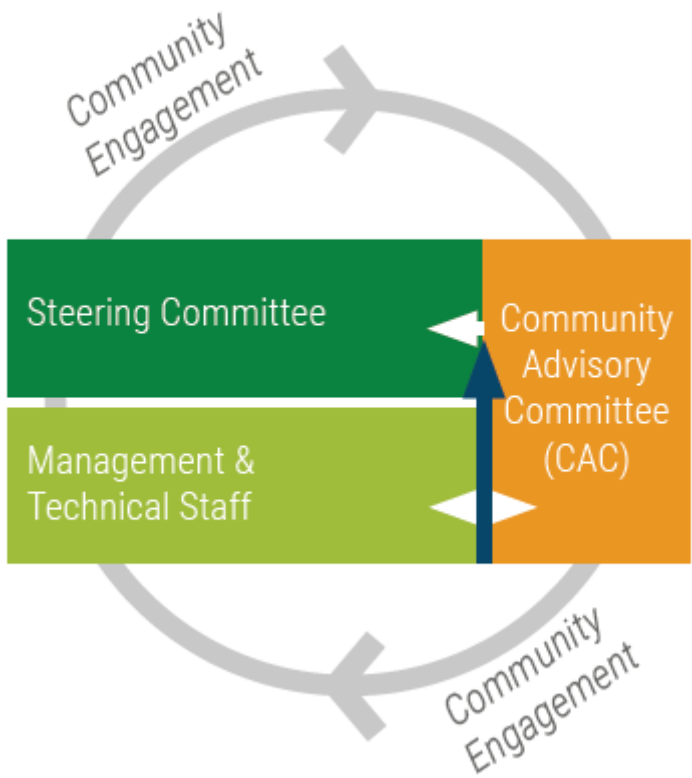 Community
Engagement
Steering Committee
Community
Advisory
Committee
(CAC)
Management &
Technical Staff
Community
Engagement